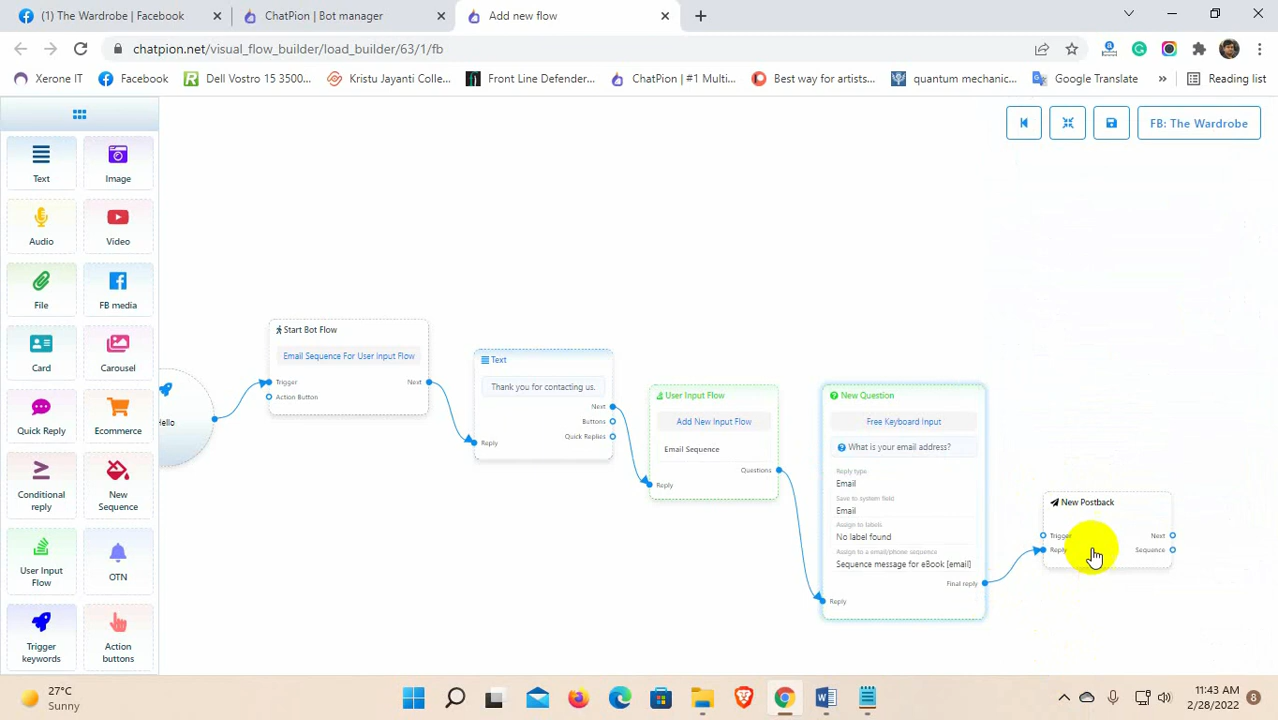 (1) The Wardrobe | Facebook
ChatPion | Bot manager
Add new flow
chatpion.net/visual_flow_builder/load_builder/63/1/fb
Xerone IT
Facebook
Dell Vostro 15 3500...
Kristu Jayanti Colle...
Front Line Defender...
ChatPion | #1 Multi...
Best way for artists...
quantum mechanic...
Google Translate
»
Reading list
FB: The Wardrobe
Text
Image
Audio
Video
File
FB media
Card
Carousel
Quick Reply
Ecommerce
Conditional reply
New Sequence
User Input Flow
OTN
Trigger keywords
Action buttons
Start Bot Flow
Email Sequence For User Input Flow
Trigger
Next
Action Button
Text
Thank you for contacting us.
Next
Buttons
Quick Replies
Reply
User Input Flow
Add New Input Flow
Email Sequence
Questions
Reply
New Question
Free Keyboard Input
What is your email address?
Reply type
Email
Save to system field
Email
Assign to labels
No label found
Assign to a email/phone sequence
Sequence message for eBook [email]
Final reply
Reply
New Postback
Trigger
Next
Reply
Sequence
27°C
Sunny
11:43 AM
2/28/2022
8